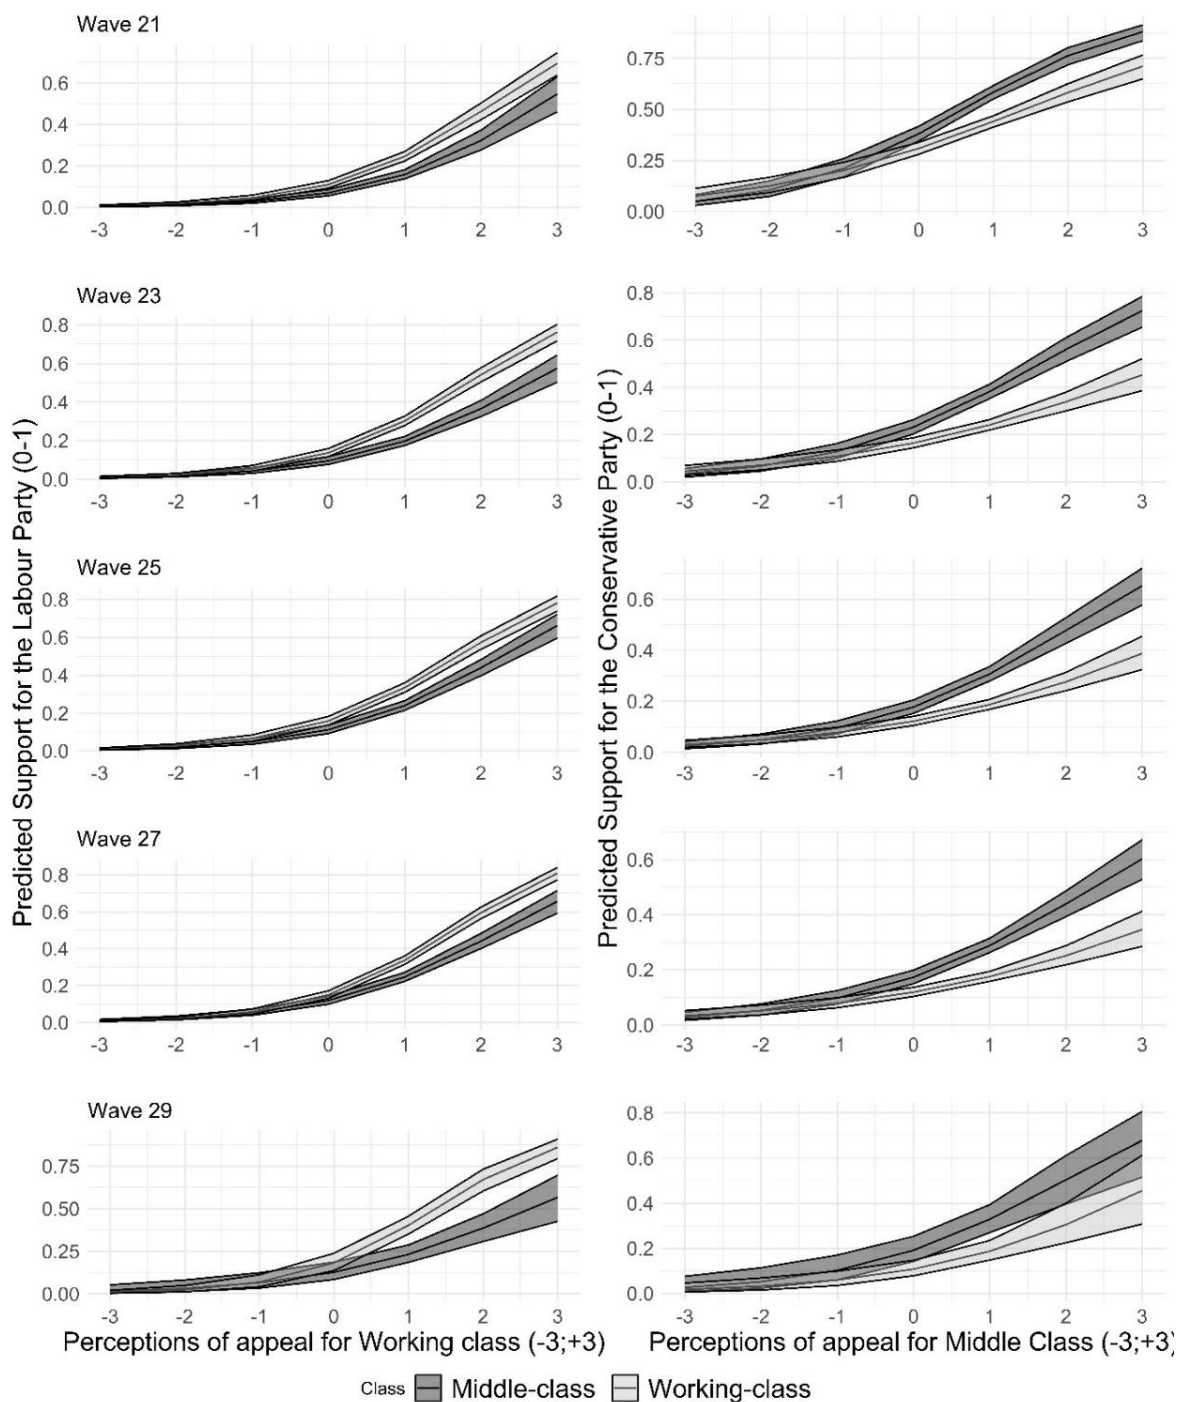 Wave 21
0.6
0.4
0.2
0.0
-3 -2 -1 0 1 2 3
0.75
0.50
0.25
0.00
-3 -2 -1 0 1 2 3
Wave 23
0.8
0.6
0.4
0.2
0.0
-3 -2 -1 0 1 2 3
0.8
0.6
0.4
0.2
0.0
-3 -2 -1 0 1 2 3
Wave 25
0.8
0.6
0.4
0.2
0.0
-3 -2 -1 0 1 2 3
0.6
0.4
0.2
0.0
-3 -2 -1 0 1 2 3
Wave 27
0.8
0.6
0.4
0.2
0.0
-3 -2 -1 0 1 2 3
0.6
0.4
0.2
0.0
-3 -2 -1 0 1 2 3
Wave 29
0.75
0.50
0.25
0.00
-3 -2 -1 0 1 2 3
0.8
0.6
0.4
0.2
0.0
-3 -2 -1 0 1 2 3
Predicted Support for the Labour Party (0-1)
Predicted Support for the Conservative Party (0-1)
Perceptions of appeal for Working class (-3;+3)
Perceptions of appeal for Middle Class (-3;+3)
Class Middle-class Working-class